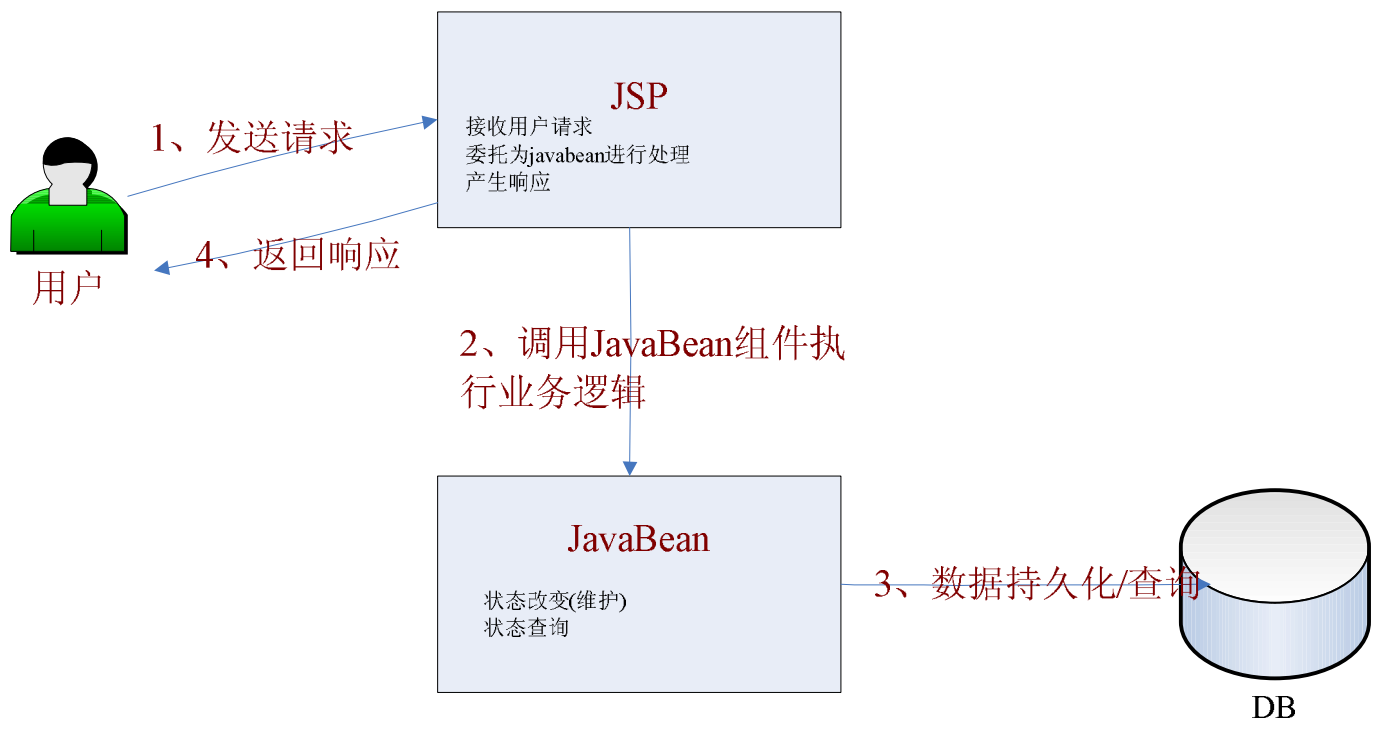 JSP
接收用户请求
委托为javabean进行处理
产生响应
1、发送请求
4、返回响应
用户
2、调用JavaBean组件执
行业务逻辑
JavaBean
状态改变(维护)
状态查询
3、数据持久化/查询
DB